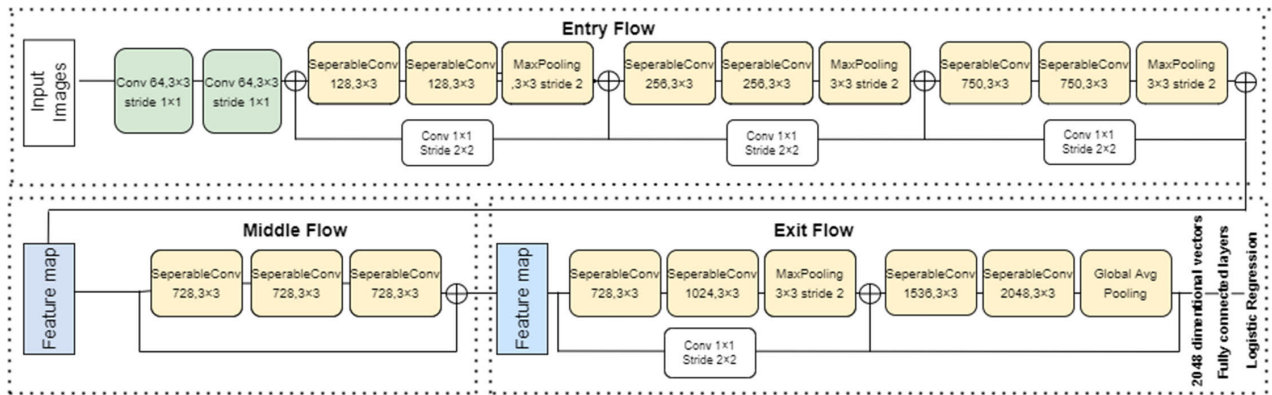 Entry Flow
Input
Images
Conv 64,3×3
stride 1×1
Conv 64,3×3
stride 1×1
SeperableConv
128,3×3
SeperableConv
128,3×3
MaxPooling
,3×3 stride 2
SeperableConv
256,3×3
SeperableConv
256,3×3
MaxPooling
3×3 stride 2
SeperableConv
750,3×3
SeperableConv
750,3×3
MaxPooling
3×3 stride 2
Conv 1×1
Stride 2×2
Conv 1×1
Stride 2×2
Conv 1×1
Stride 2×2
Middle Flow
Feature map
SeperableConv
728,3×3
SeperableConv
728,3×3
SeperableConv
728,3×3
Exit Flow
Feature map
SeperableConv
728,3×3
SeperableConv
1024,3×3
MaxPooling
3×3 stride 2
SeperableConv
1536,3×3
SeperableConv
2048,3×3
Global Avg
Pooling
Conv 1×1
Stride 2×2
2048 dimentional vectors
Fully connected layers
Logistic Regression